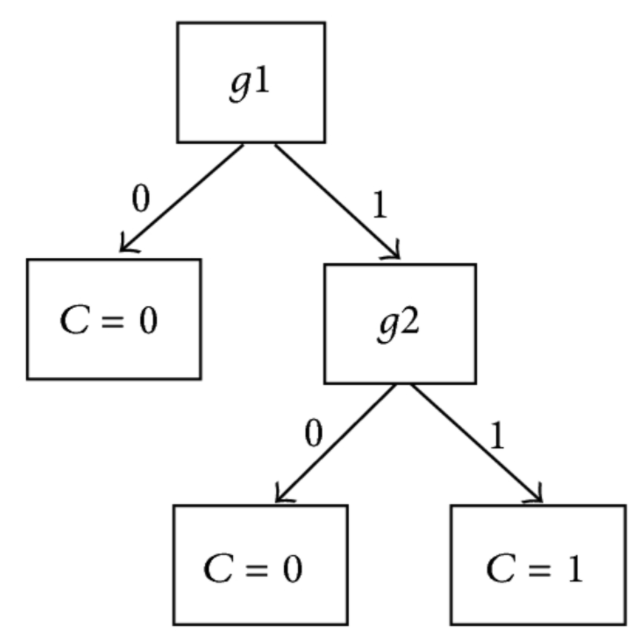 g1
0
1
C = 0
g2
0
1
C = 0
C = 1